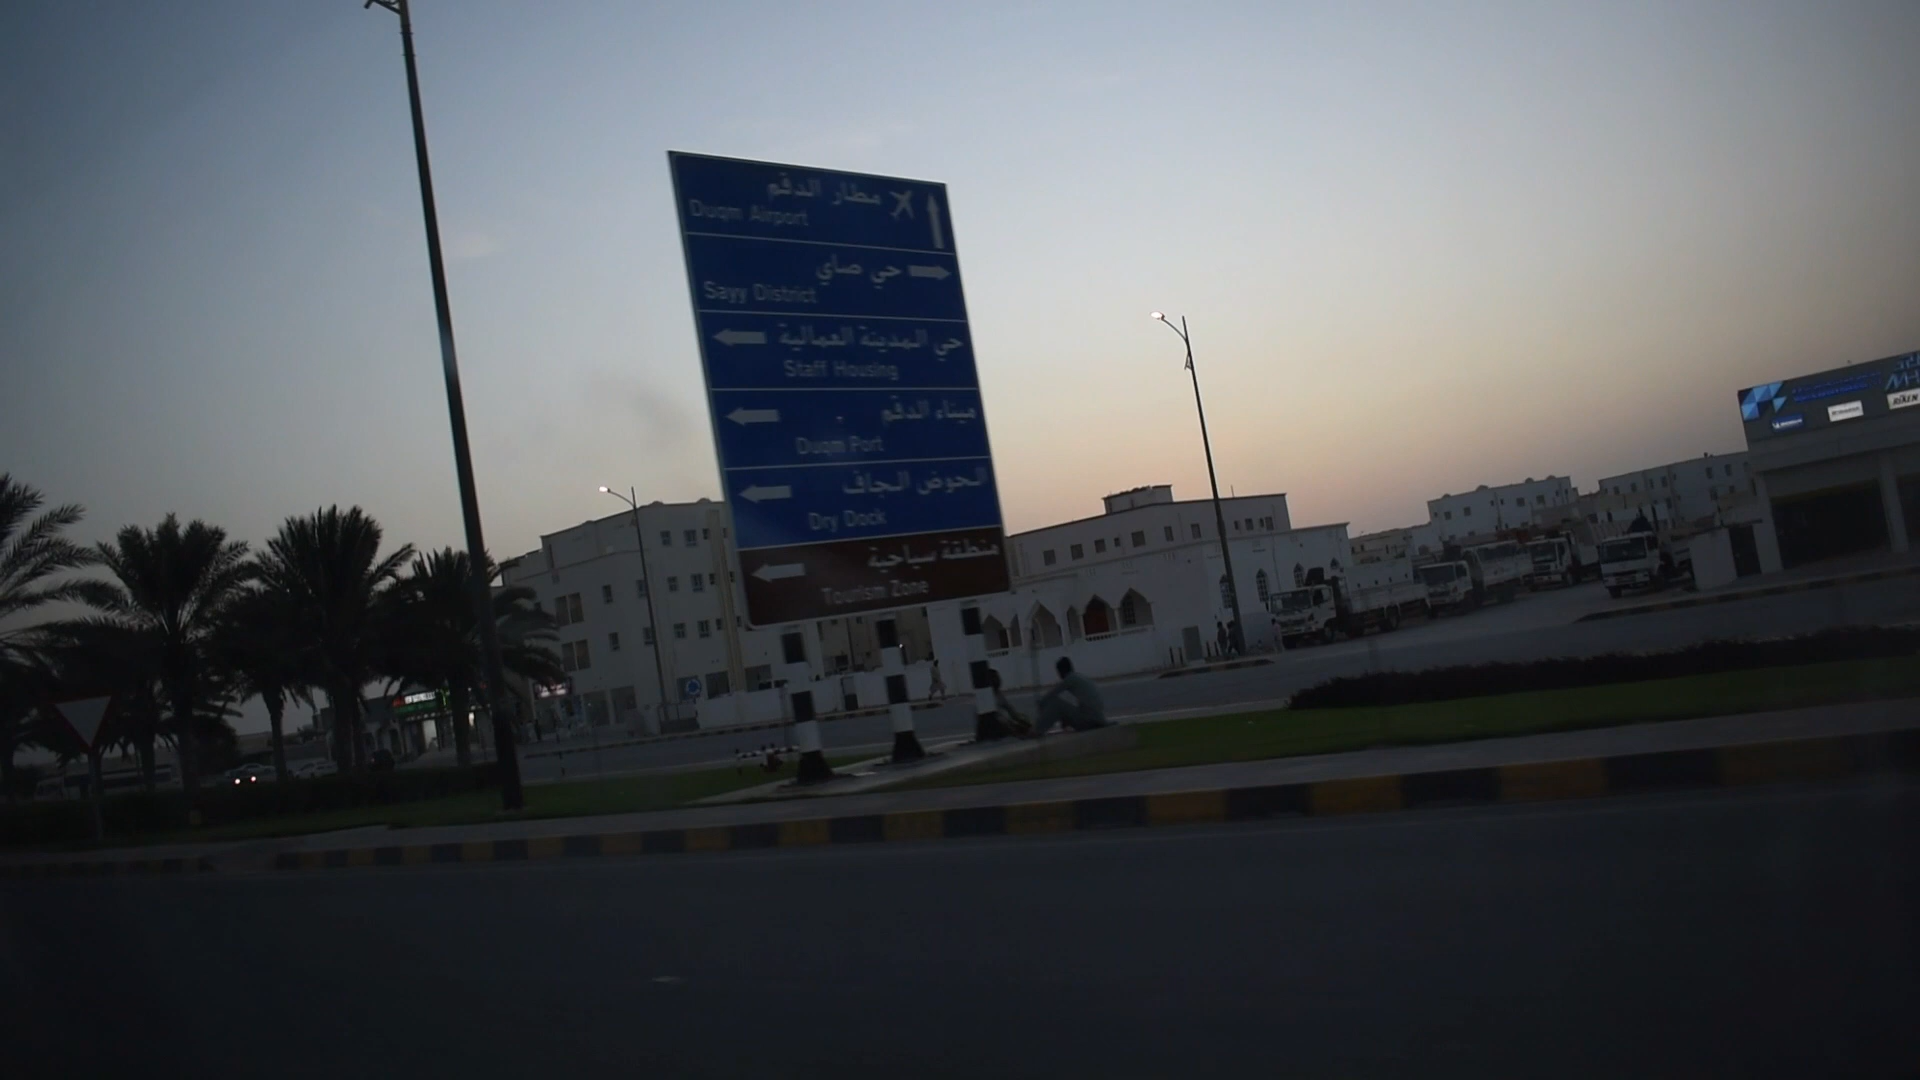 مطار الدقم
Duqm Airport
حي صاي
Sayy District
حي المدينة العمالية
Staff Housing
ميناء الدقم
Duqm Port
الحوض الجاف
Dry Dock
منطقة سياحية
Tourism Zone
RIKEN